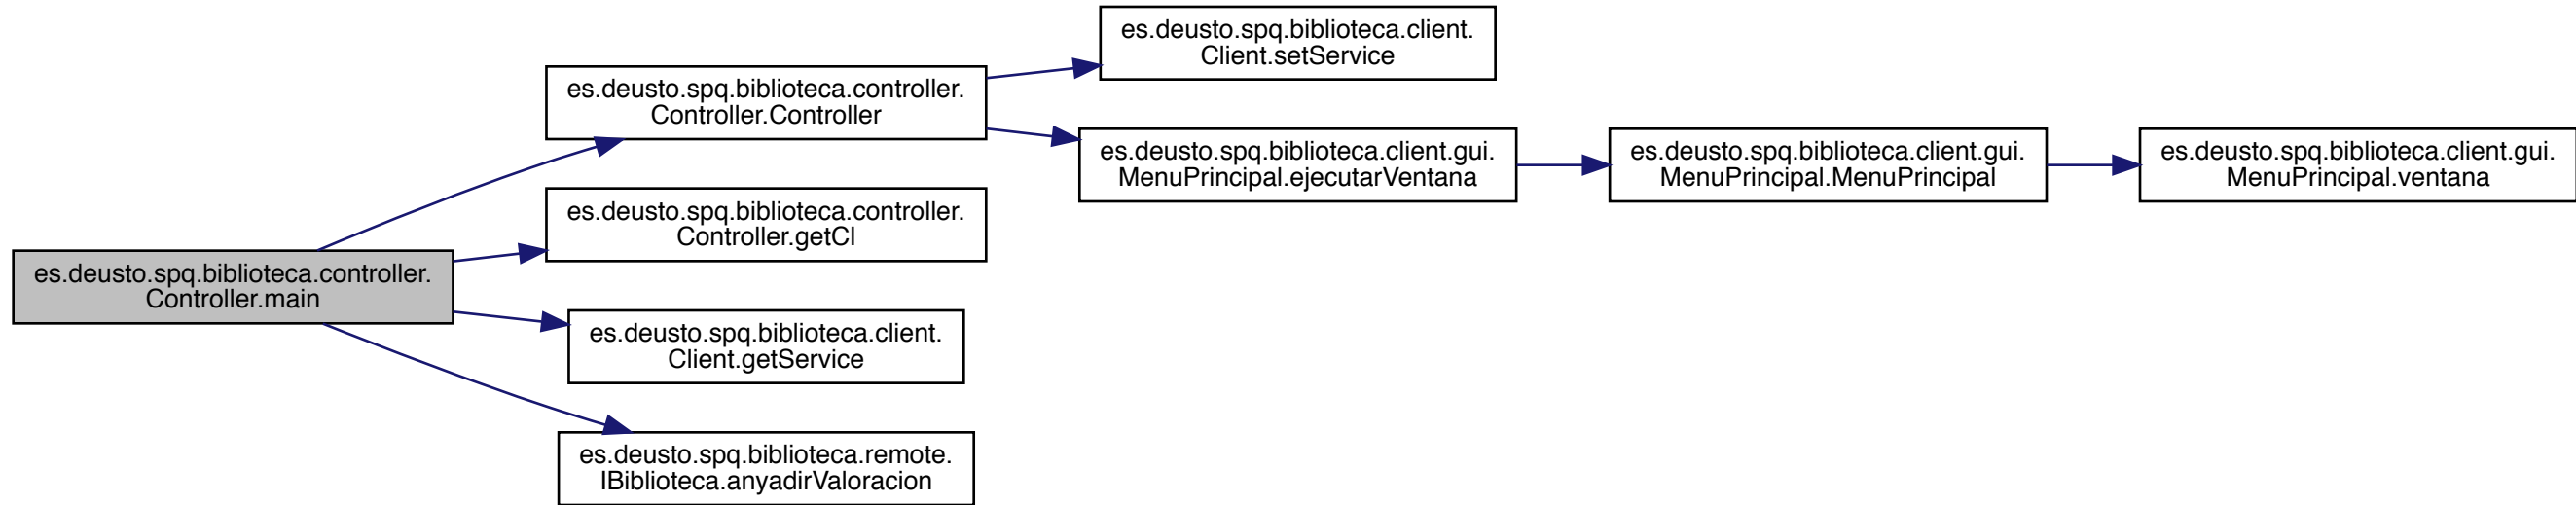 es.deusto.spq.biblioteca.client.
Client.setService
es.deusto.spq.biblioteca.controller.
Controller.Controller
es.deusto.spq.biblioteca.client.gui.
MenuPrincipal.ejecutarVentana
es.deusto.spq.biblioteca.client.gui.
MenuPrincipal.MenuPrincipal
es.deusto.spq.biblioteca.client.gui.
MenuPrincipal.ventana
es.deusto.spq.biblioteca.controller.
Controller.getCl
es.deusto.spq.biblioteca.controller.
Controller.main
es.deusto.spq.biblioteca.client.
Client.getService
es.deusto.spq.biblioteca.remote.
IBiblioteca.anyadirValoracion